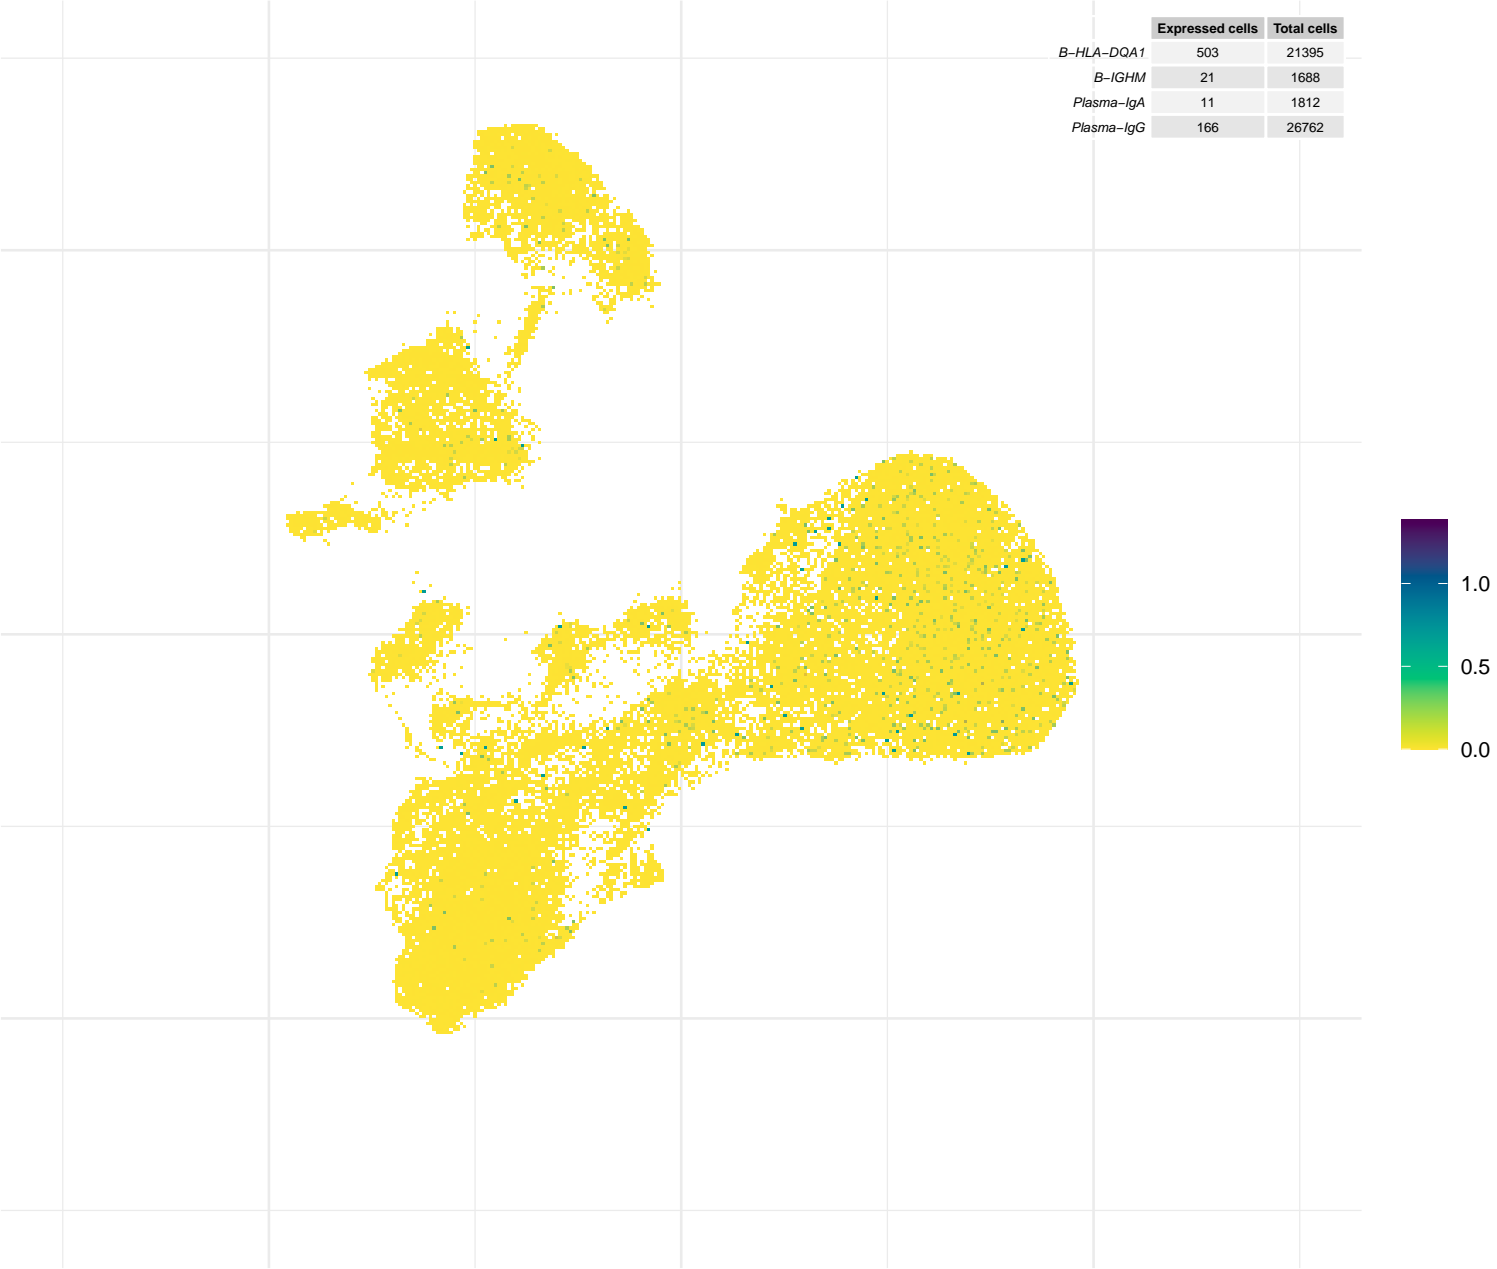 Expressed cells Total cells
B−HLA−DQA1 503 21395
B−IGHM 21 1688
Plasma−IgA 11 1812
Plasma−IgG 166 26762
1.0
0.5
0.0